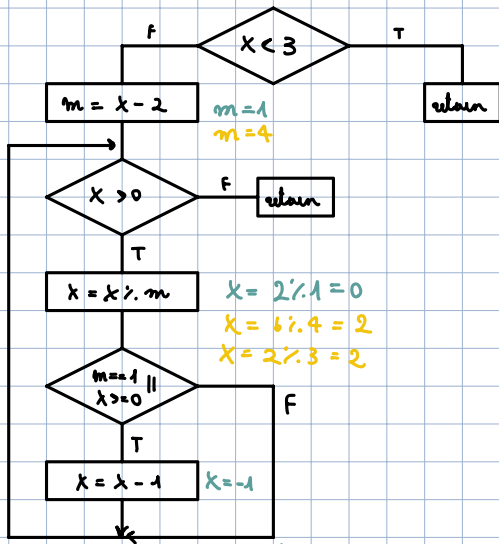 F
X < 3
T
m = x - 2
m = 1
m = 4
return
X > 0
F
return
T
X = X % m
X = 2 % 1 = 0
X = 6 % 4 = 2
X = 2 % 3 = 2
m == 1 ||
X >= 0
F
T
X = X - 1
X = -1